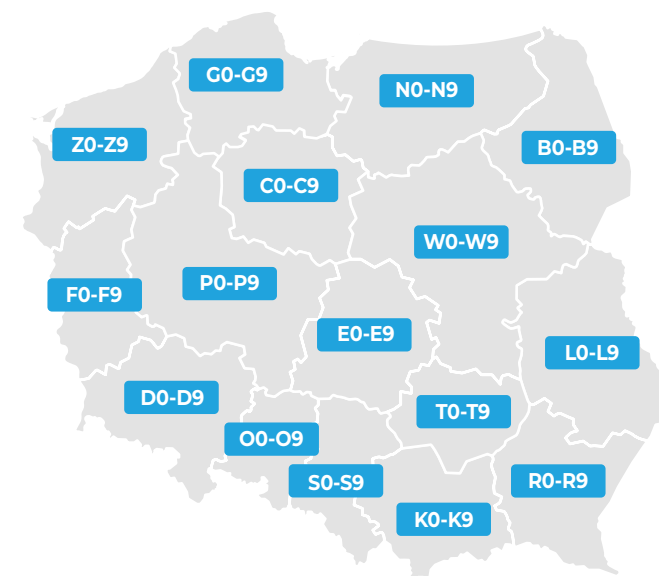 G0-G9
N0-N9
Z0-Z9
B0-B9
C0-C9
W0-W9
P0-P9
F0-F9
E0-E9
L0-L9
D0-D9
T0-T9
O0-O9
S0-S9
R0-R9
K0-K9